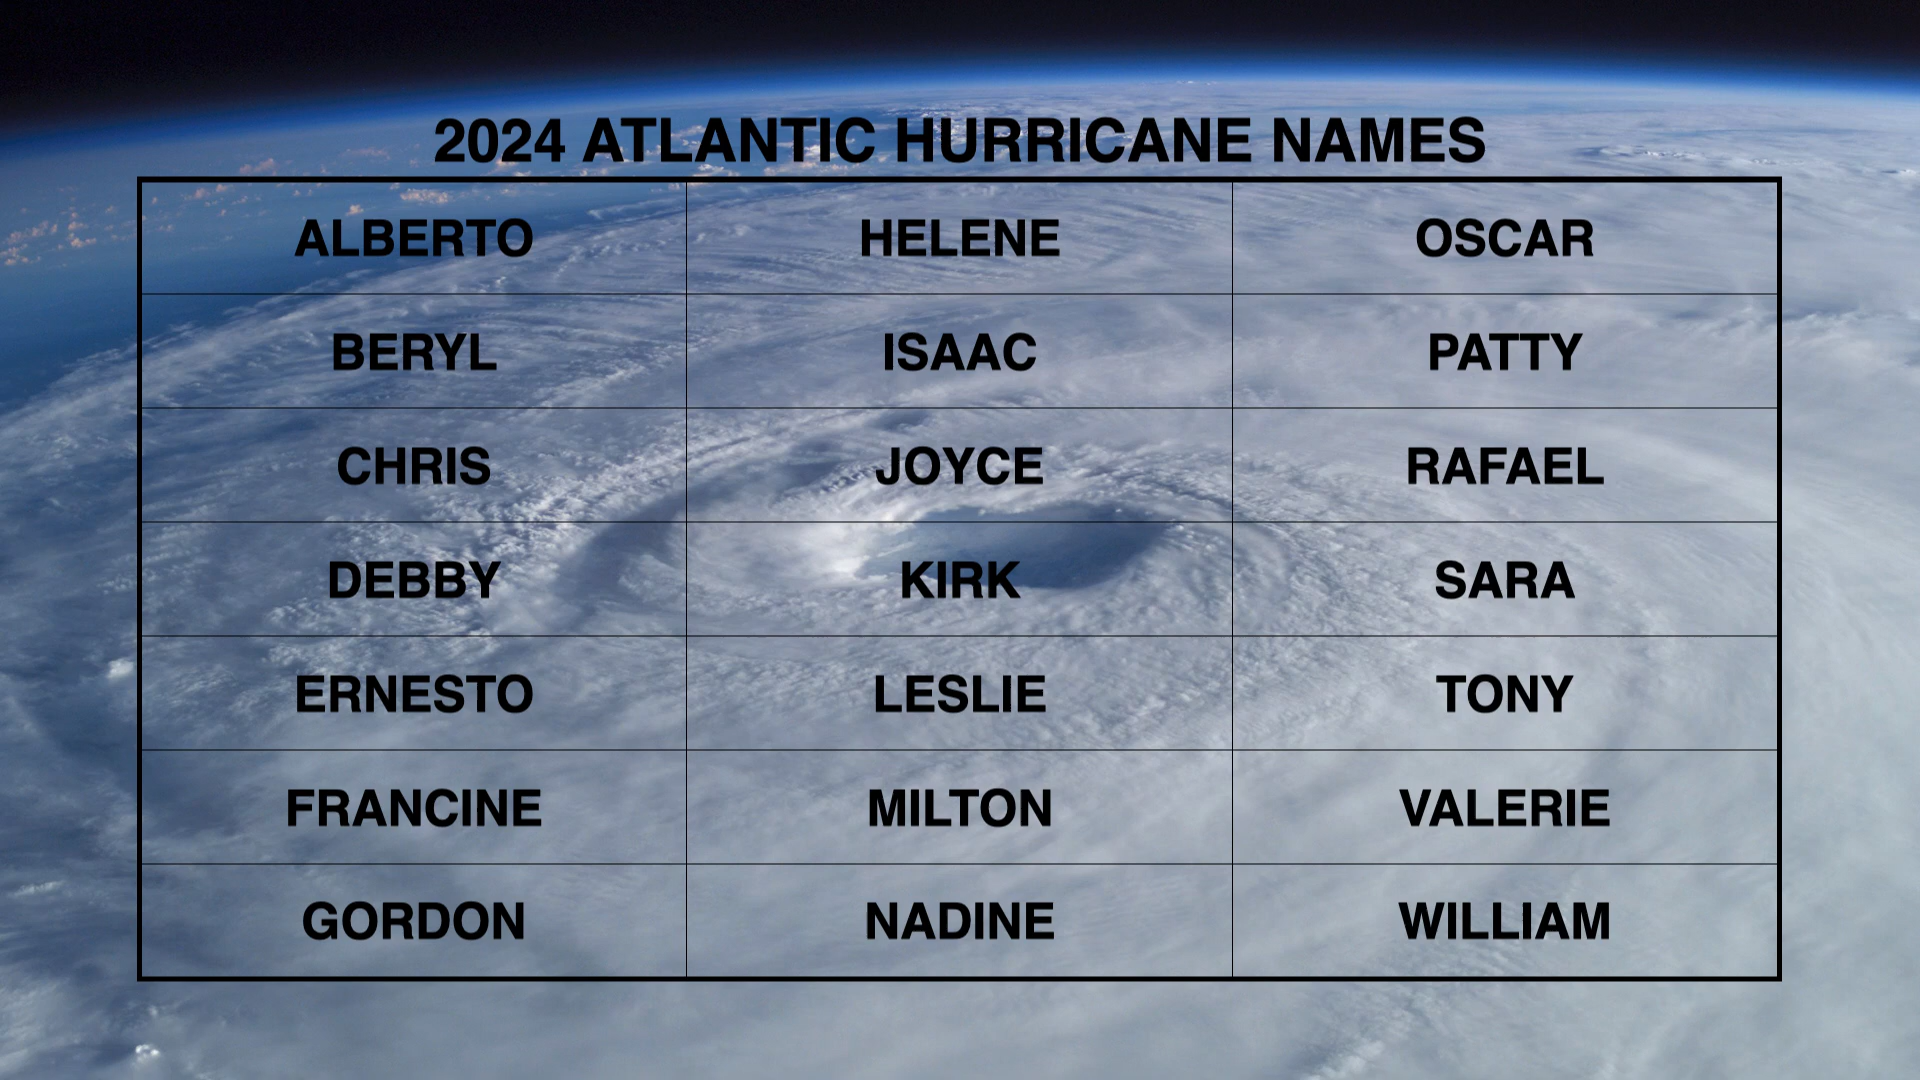 2024 ATLANTIC HURRICANE NAMES
ALBERTO HELENE OSCAR
BERYL ISAAC PATTY
CHRIS JOYCE RAFAEL
DEBBY KIRK SARA
ERNESTO LESLIE TONY
FRANCINE MILTON VALERIE
GORDON NADINE WILLIAM